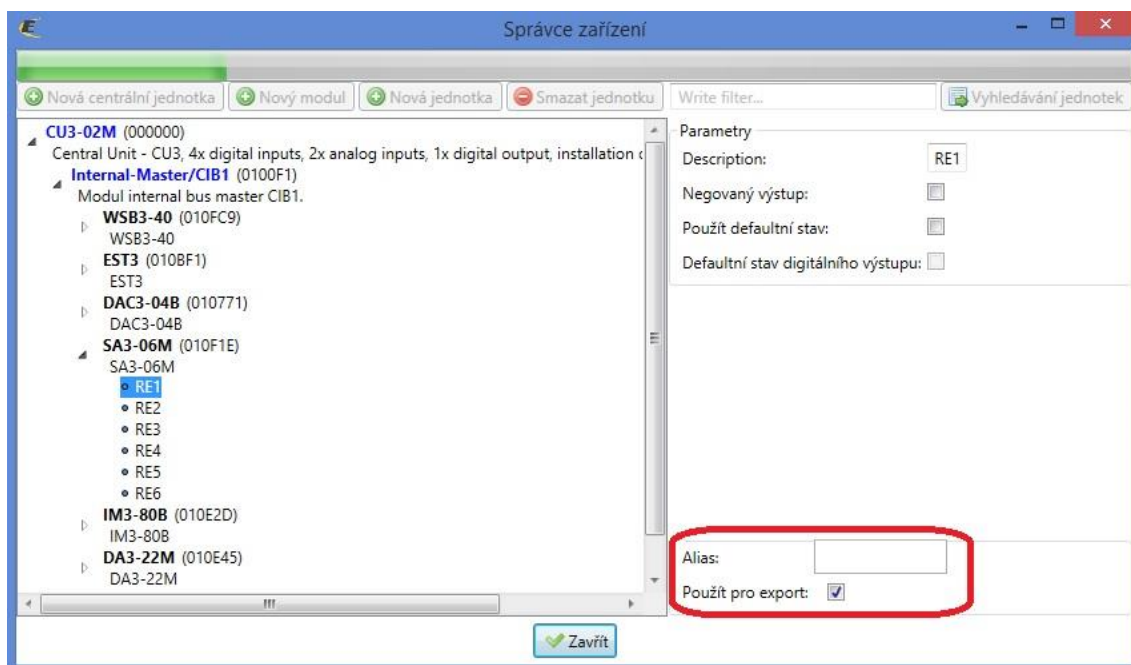 Správce zařízení
Nová centrální jednotka
Nový modul
Nová jednotka
Smazat jednotku
Write filter...
Vyhledávání jednotek
CU3-02M (000000)
Central Unit - CU3, 4x digital inputs, 2x analog inputs, 1x digital output, installation
Internal-Master/CIB1 (0100F1)
Modul internal bus master CIB1.
WSB3-40 (010FC9)
WSB3-40
EST3 (010BF1)
EST3
DAC3-04B (010771)
DAC3-04B
SA3-06M (010F1E)
SA3-06M
RE1
RE2
RE3
RE4
RE5
RE6
IM3-80B (010E2D)
IM3-80B
DA3-22M (010E45)
DA3-22M
Parametry
Description: RE1
Negovaný výstup:
Použít defaultní stav:
Defaultní stav digitálního výstupu:
Alias:
Použít pro export:
Zavřít